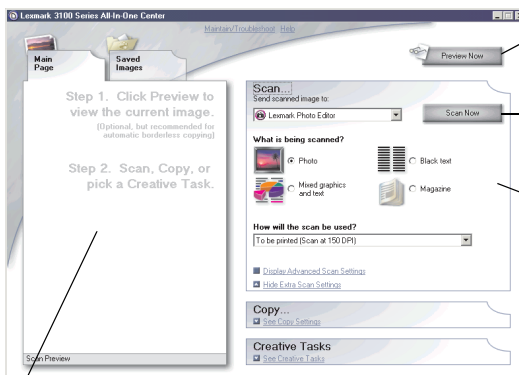 Lexmark 3100 Series All-In-One Center
Maintain/Troubleshoot Help
Main
Page
Saved
Images
Preview Now
Step 1. Click Preview to
view the current image.
(Optional, but recommended for
automatic borderless copying)
Step 2. Scan, Copy, or
pick a Creative Task.
Scan Preview
Scan...
Send scanned image to:
Lexmark Photo Editor
Scan Now
What is being scanned?
Photo
Black text
Mixed graphics
and text
Magazine
How will the scan be used?
To be printed (Scan at 150 DPI)
Display Advanced Scan Settings
Hide Extra Scan Settings
Copy...
See Copy Settings
Creative Tasks
See Creative Tasks